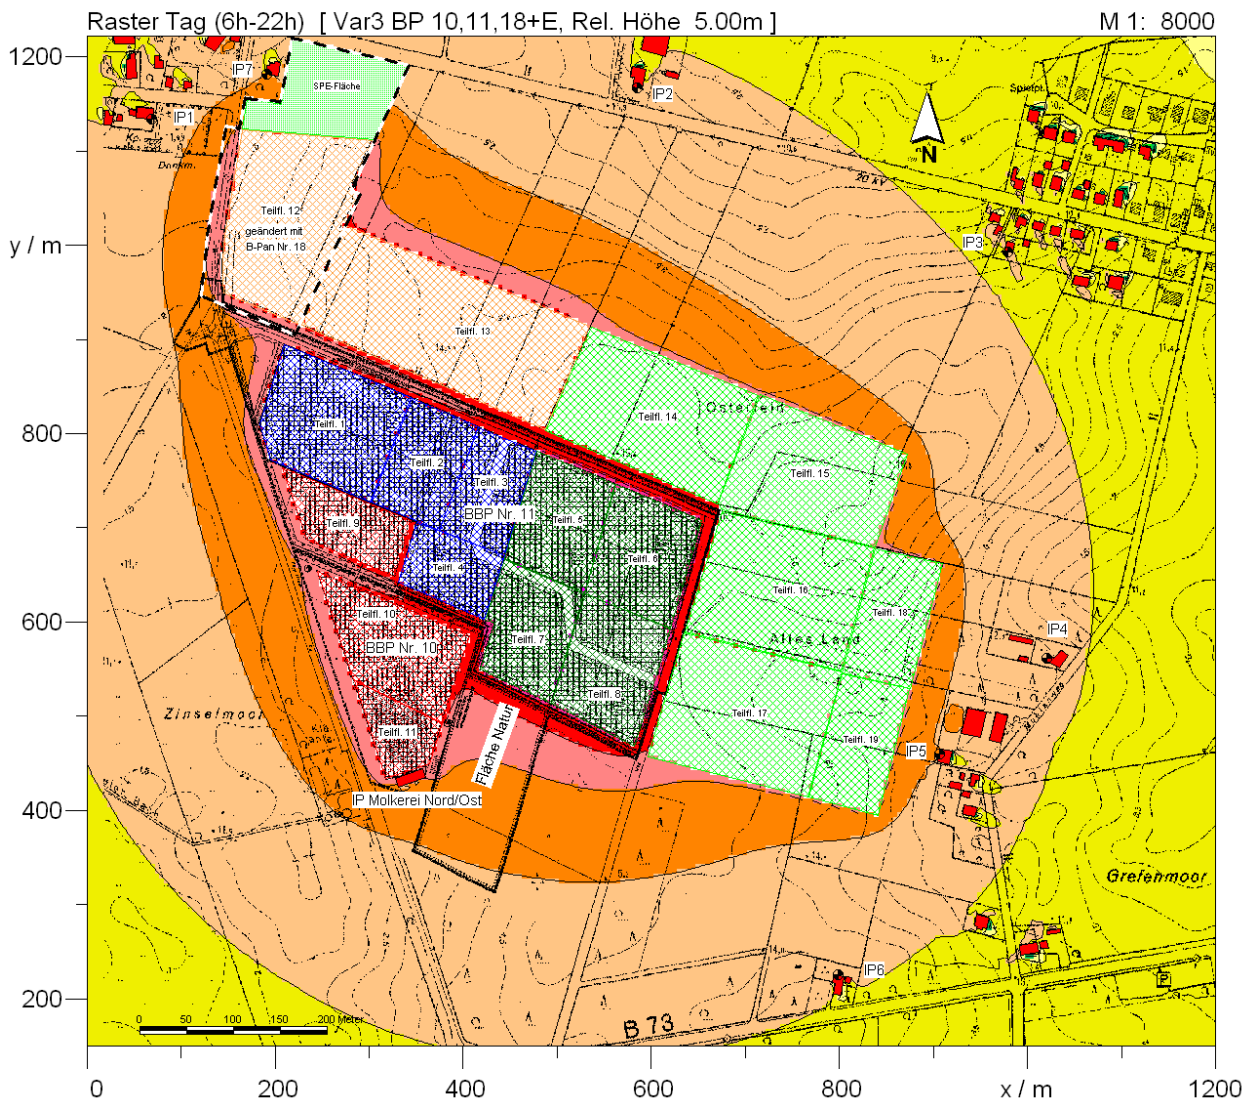 Raster Tag (6h-22h) [ Var3 BP 10,11,18+E, Rel. Höhe 5.00m ] M 1: 8000
1200
IP7
SPE-Fläche
IP2
IP1
Spielpl.
N
Denkm.
20 kV
Teilfl. 12
geändert mit
B-Pan Nr. 18
y / m
1000
IP3
Teilfl. 13
Teilfl. 14
Osterfeld
800
Teilfl. 1
Teilfl. 2
Teilfl. 3
Teilfl. 15
BBP Nr. 11
Teilfl. 9
Teilfl. 5
Teilfl. 6
Teilfl. 4
Teilfl. 16
Teilfl. 10
Teilfl. 18
600
BBP Nr. 10
Teilfl. 7
Altes Land
IP4
Teilfl. 8
Zinselmoor
Teilfl. 11
Fläche Natur
Teilfl. 17
Teilfl. 19
IP5
IP Molkerei Nord/Ost
400
Grefenmoor
IP6
200
0 50 100 150 200 Meter
B 73
P
0 200 400 600 800 x / m 1200